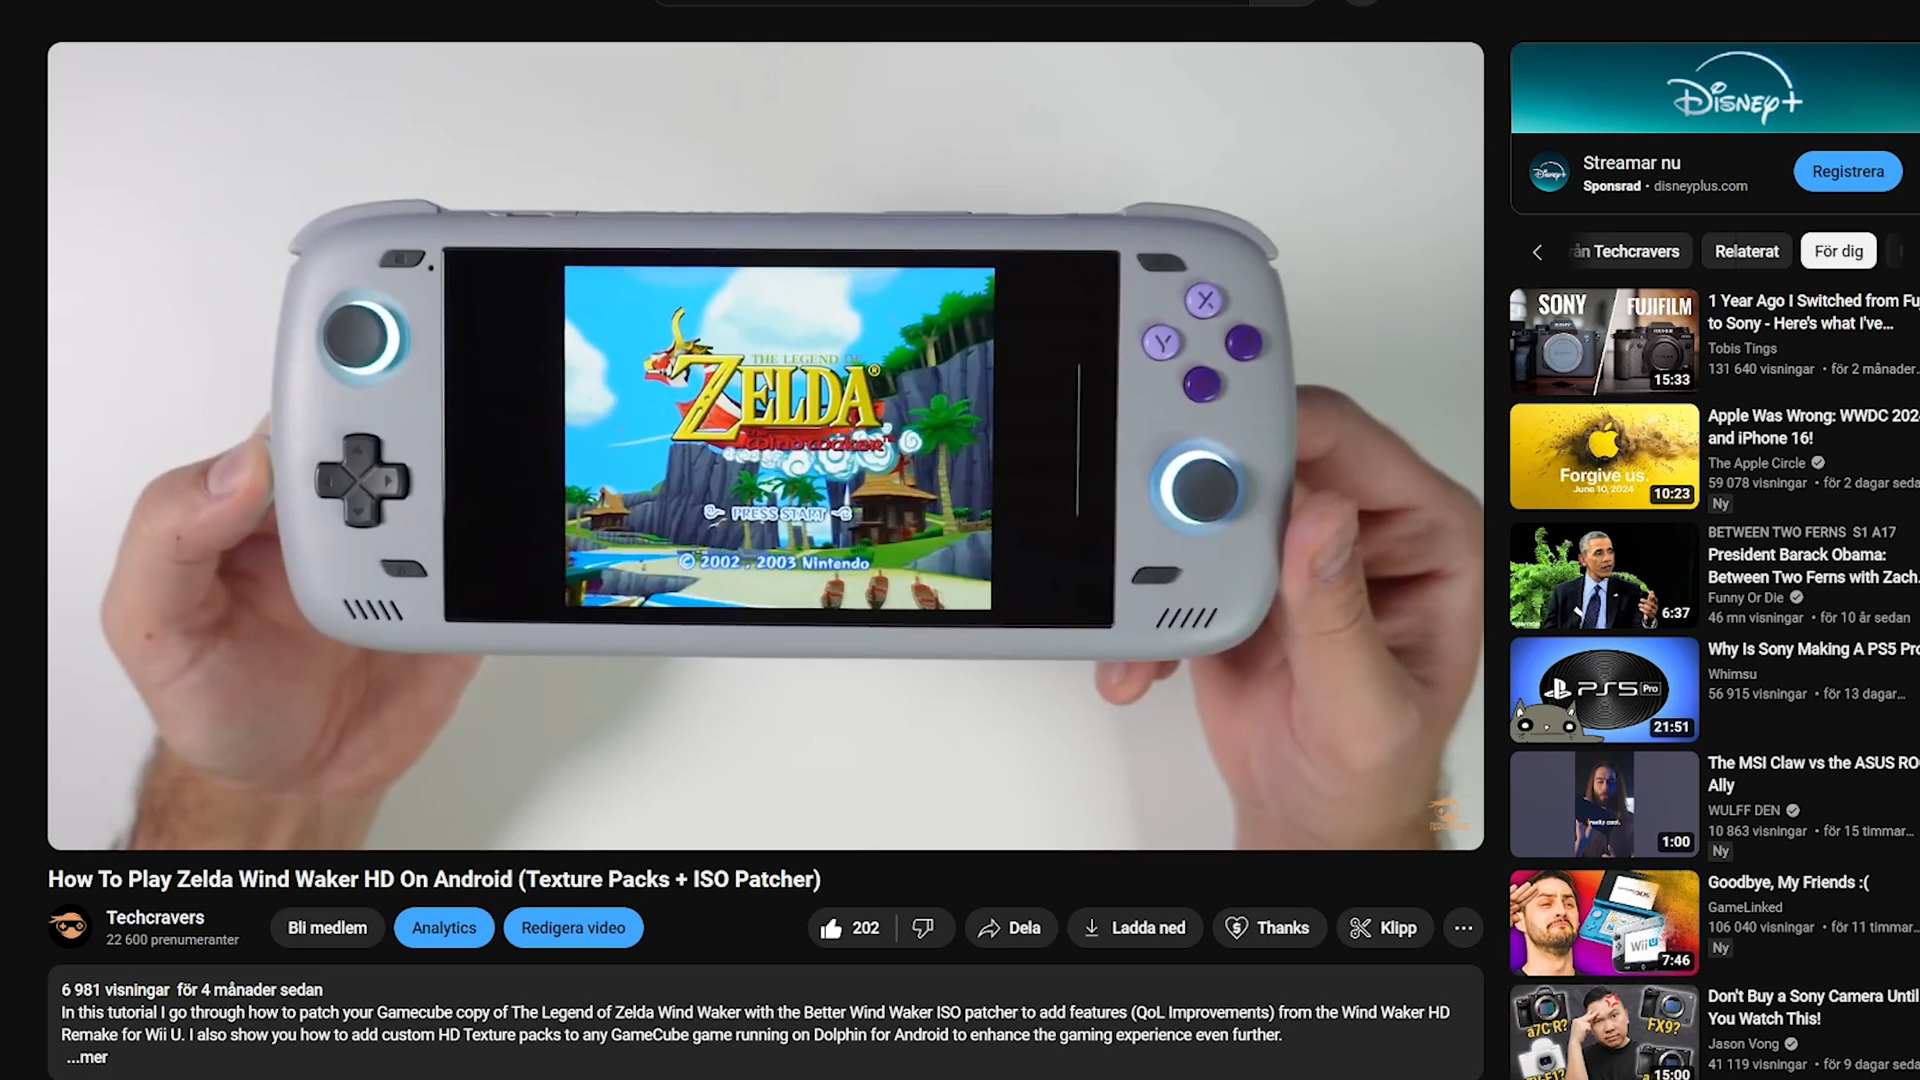 THE LEGEND OF
ZELDA®
PRESS START
© 2002, 2003 Nintendo
X
Y
How To Play Zelda Wind Waker HD On Android (Texture Packs + ISO Patcher)
Techcravers
22 600 prenumeranter
Bli medlem
Analytics
Redigera video
202
Dela
Ladda ned
Thanks
Klipp
6 981 visningar för 4 månader sedan
In this tutorial I go through how to patch your Gamecube copy of The Legend of Zelda Wind Waker with the Better Wind Waker ISO patcher to add features (QoL Improvements) from the Wind Waker HD
Remake for Wii U. I also show you how to add custom HD Texture packs to any GameCube game running on Dolphin for Android to enhance the gaming experience even further.
...mer
Disney+
Streamar nu
Sponsrad • disneyplus.com
Registrera
ån Techcravers
Relaterat
För dig
SONY
FUJIFILM
15:33
1 Year Ago I Switched from Fu
to Sony - Here's what I've...
Tobis Tings
131 640 visningar • för 2 månader...
Forgive us.
June 10, 2024
10:23
Apple Was Wrong: WWDC 202
and iPhone 16!
The Apple Circle
59 078 visningar • för 2 dagar seda
Ny
6:37
BETWEEN TWO FERNS S1 A17
President Barack Obama:
Between Two Ferns with Zach...
Funny Or Die
46 mn visningar • för 10 år sedan
PS5 Pro
21:51
Why Is Sony Making A PS5 Pro
Whimsu
56 915 visningar • för 13 dagar...
really cool.
1:00
The MSI Claw vs the ASUS RO
Ally
WULFF DEN
10 863 visningar • för 15 timmar...
Ny
Wii U
7:46
Goodbye, My Friends :(
GameLinked
106 040 visningar • för 11 timmar...
Ny
a7C R?
FX9?
15:00
Don't Buy a Sony Camera Until
You Watch This!
Jason Vong
41 119 visningar • för 9 dagar seda